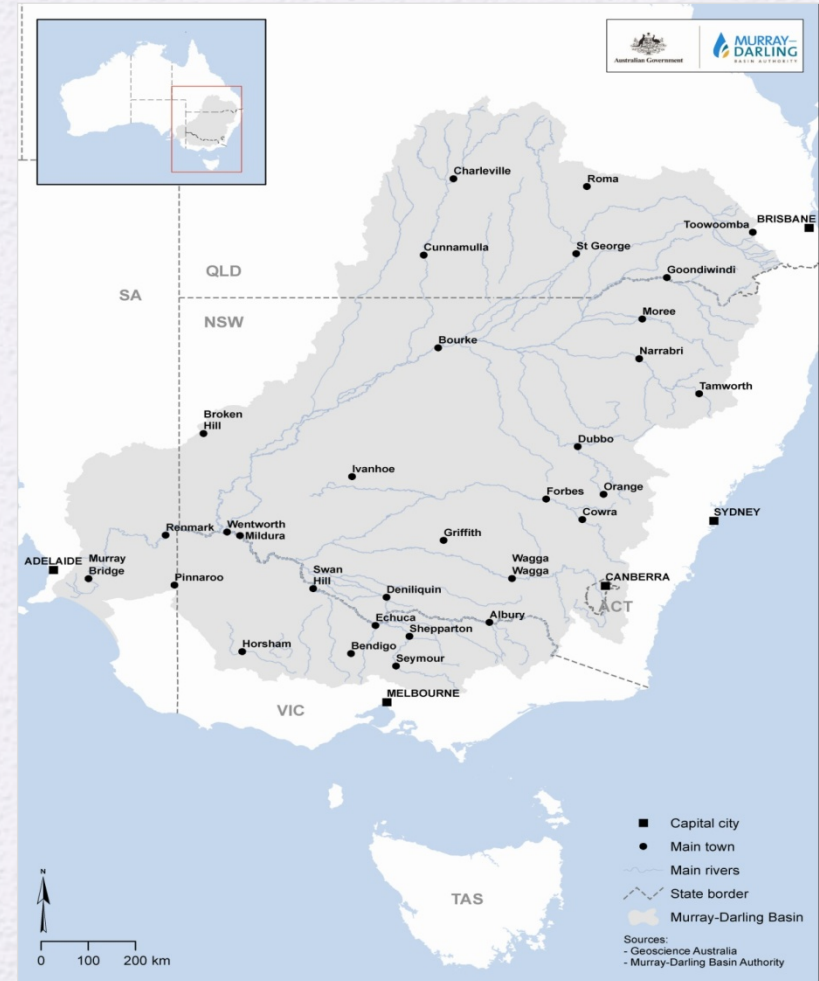 Australian Government
MURRAY–
DARLING
BASIN AUTHORITY
Charleville
Roma
Toowoomba
BRISBANE
Cunnamulla
St George
Goondiwindi
SA
QLD
NSW
Moree
Bourke
Narrabri
Tamworth
Broken
Hill
Dubbo
Ivanhoe
Orange
Forbes
Cowra
SYDNEY
Renmark
Wentworth
Mildura
Griffith
ADELAIDE
Murray
Bridge
Pinnaroo
Swan
Hill
Deniliquin
Wagga
Wagga
CANBERRA
ACT
Echuca
Albury
Shepparton
Horsham
Bendigo
Seymour
MELBOURNE
VIC
TAS
Capital city
Main town
Main rivers
State border
Murray-Darling Basin
Sources:
- Geoscience Australia
- Murray-Darling Basin Authority
N
0 100 200 km